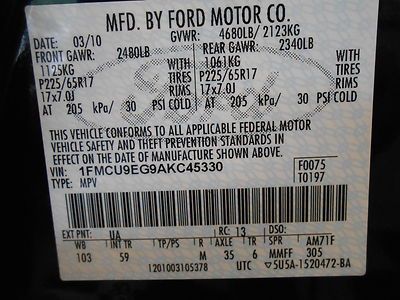 MFD. BY FORD MOTOR CO.
DATE: 03/10 GVWR: 4680LB/ 2123KG
FRONT GAWR: 2480LB REAR GAWR: 2340LB
1125KG WITH 1061KG WITH
P225/65R17 TIRES P225/65R17 TIRES
17x7.0J RIMS 17x7.0J RIMS
AT 205 kPa/ 30 PSI COLD AT 205 kPa/ 30 PSI COLD
THIS VEHICLE CONFORMS TO ALL APPLICABLE FEDERAL MOTOR
VEHICLE SAFETY AND THEFT PREVENTION STANDARDS IN EFFECT ON
THE DATE OF MANUFACTURE SHOWN ABOVE.
VIN: 1FMCU9EG9AKC45330 F0075
TYPE: MPV T0197
EXT PNT: UA RC: 13 DSO:
WB INT TR TP/PS R AXLE TR SPR AM71F
103 59 M 35 6 MMFF 305
1201003105378 UTC 5U5A-1520472-BA
Ford